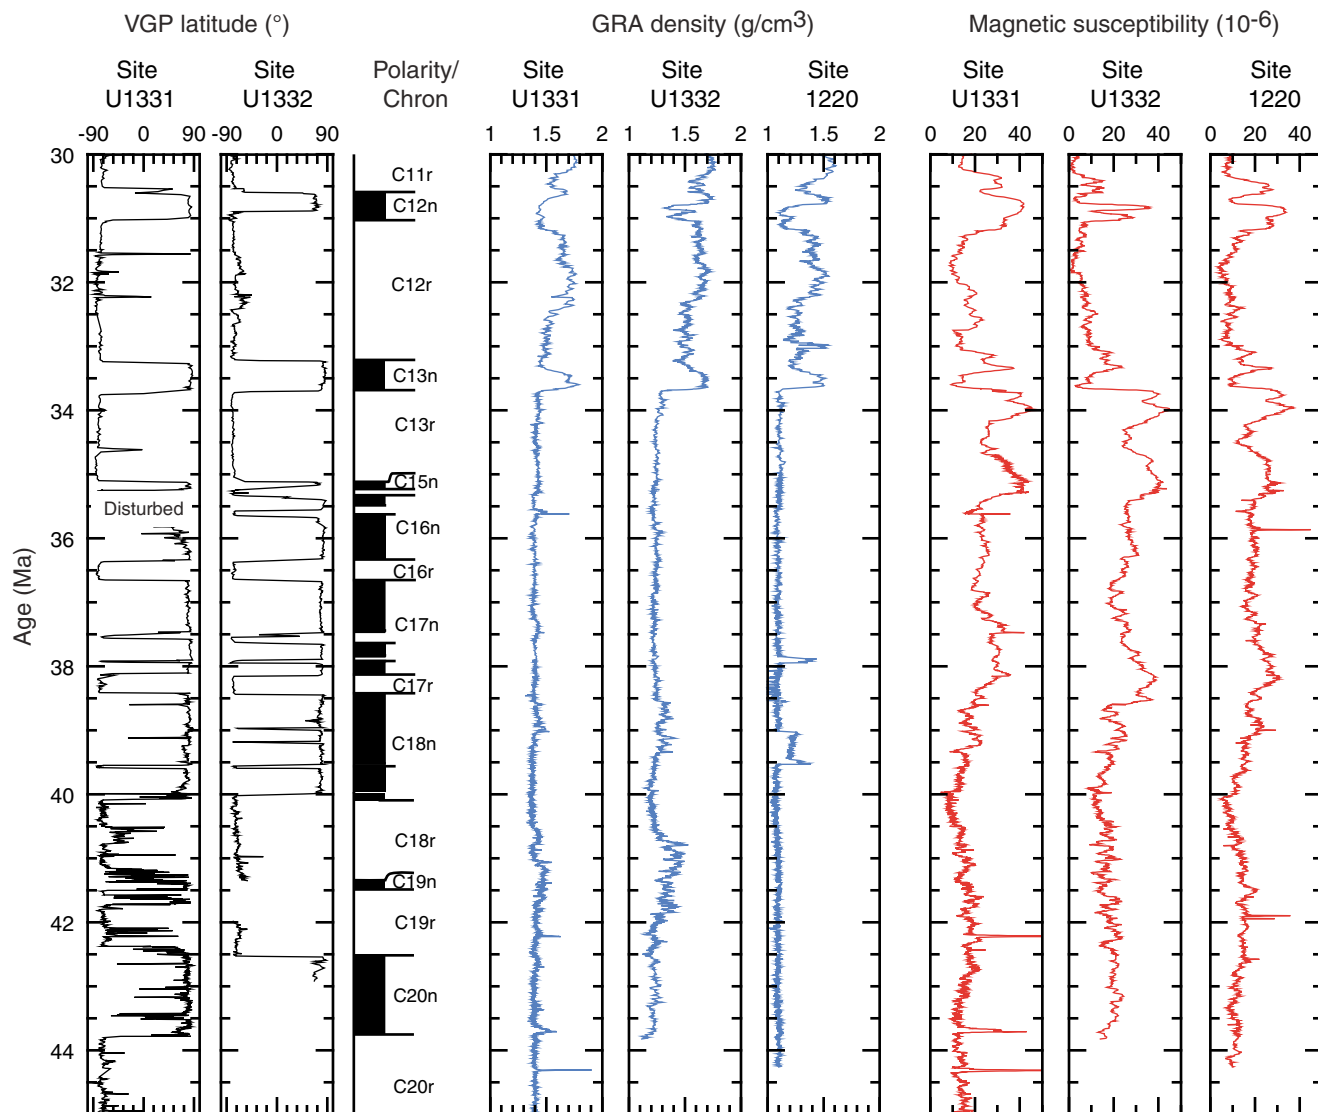 VGP latitude (°) GRA density (g/cm3) Magnetic susceptibility (10-6)
Site Site Polarity/ Site Site Site Site Site Site
U1331 U1332 Chron U1331 U1332 1220 U1331 U1332 1220
-90 0 90 -90 0 90 1 1.5 2 1 1.5 2 1 1.5 2 0 20 40 0 20 40 0 20 40
30
C11r
C12n
32
C12r
C13n
34
C13r
C15n
Disturbed
C16n
36
C16r
C17n
38
C17r
C18n
40
C18r
C19n
42
C19r
C20n
44
C20r
Age (Ma)